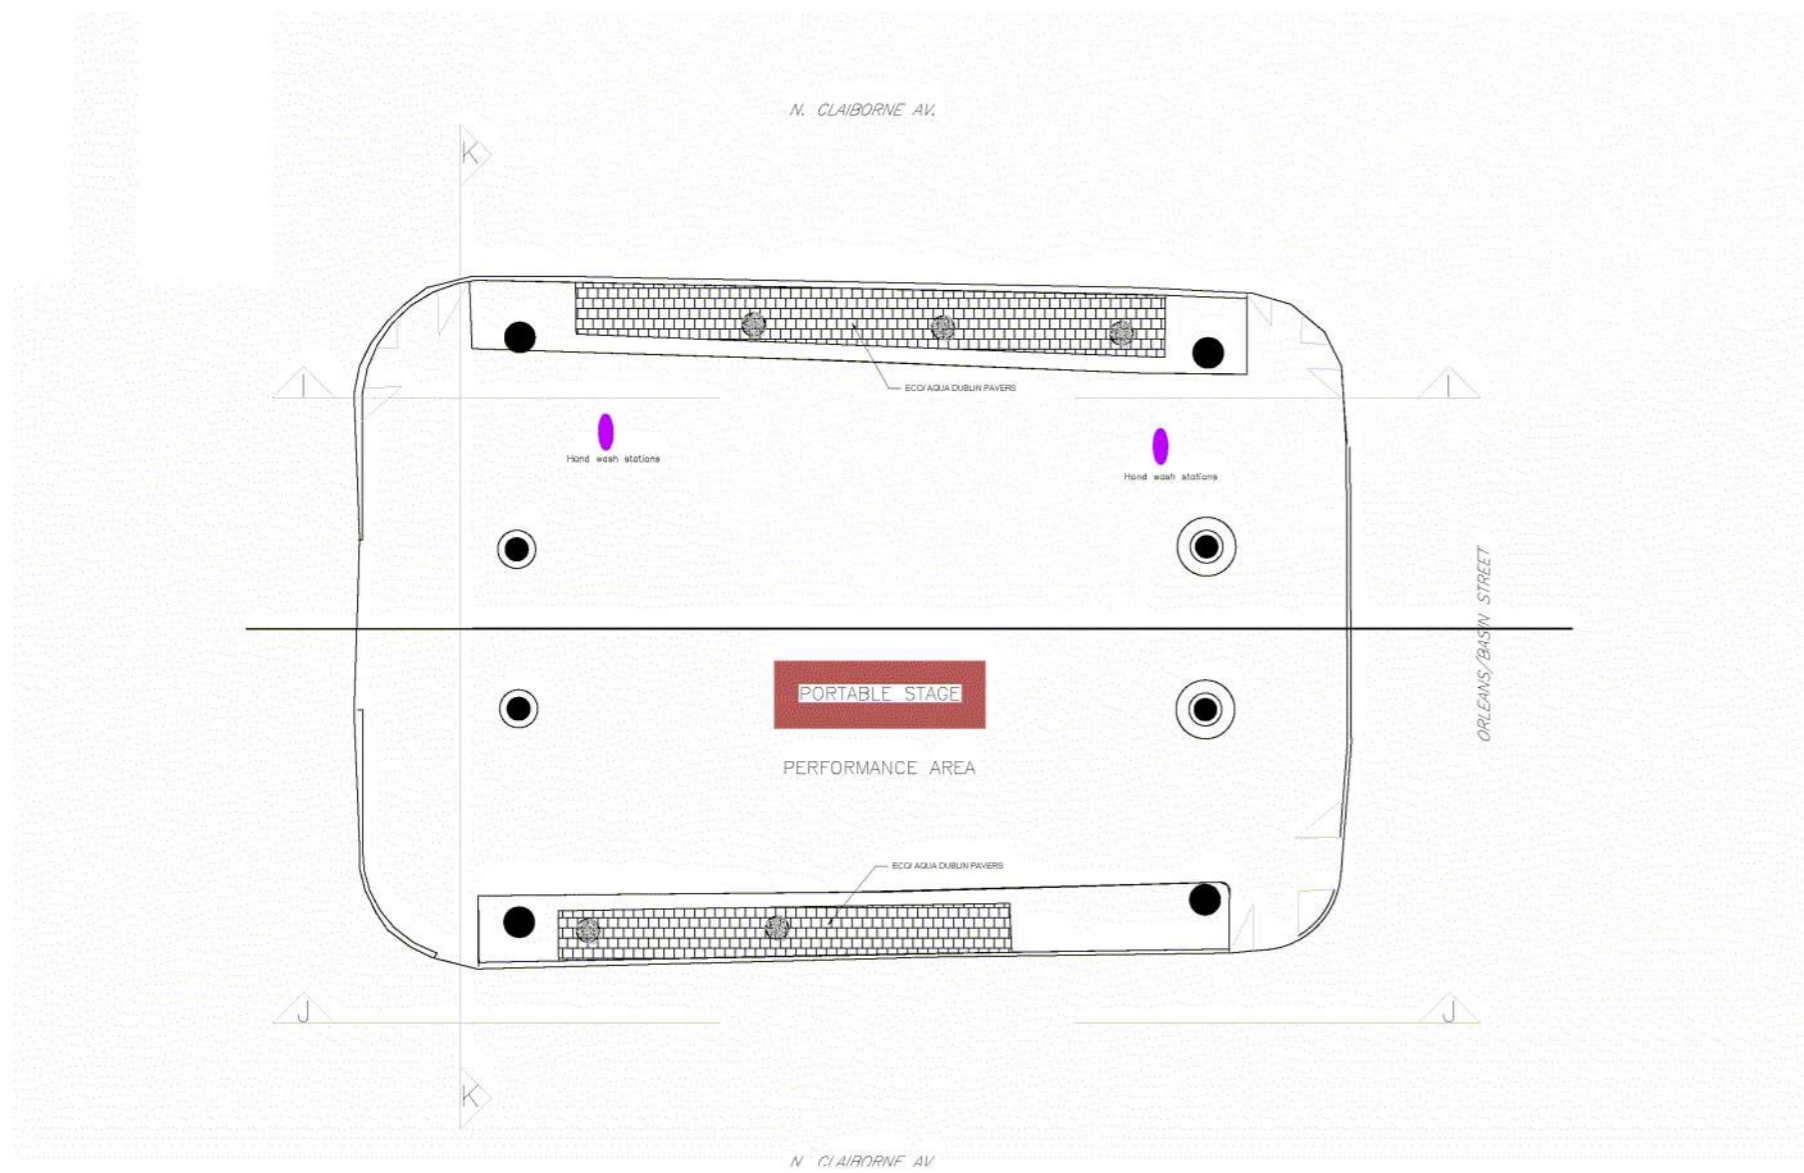 N. CLAIBORNE AV.
K
ECO/ AQUA DUBLIN PAVERS
I
I
Hand wash stations
Hand wash stations
ORLEANS/BASIN STREET
PORTABLE STAGE
PERFORMANCE AREA
ECO/ AQUA DUBLIN PAVERS
J
J
K
N. CLAIBORNE AV.